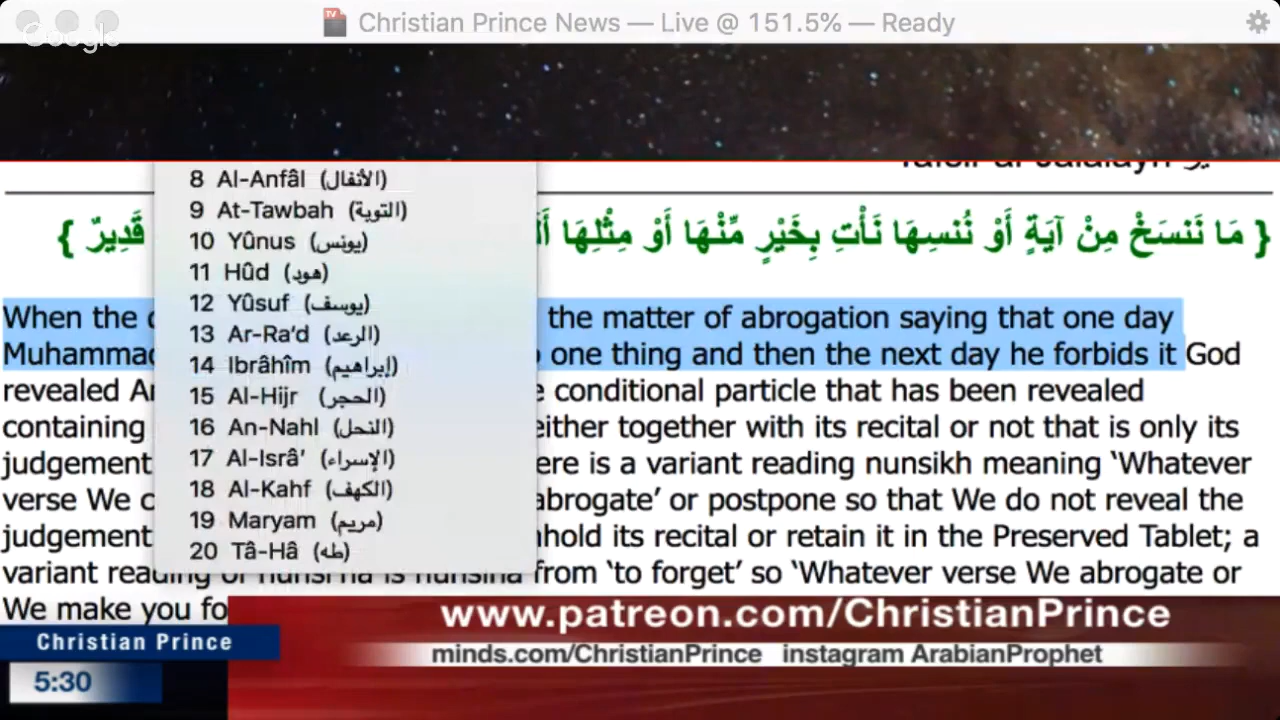 Christian Prince News — Live @ 151.5% — Ready
Google
Tafsir al-Jalalayn
8 Al-Anfâl (الأنفال)
9 At-Tawbah (التوبة)
10 Yûnus (يونس)
11 Hûd (هود)
12 Yûsuf (يوسف)
13 Ar-Ra’d (الرعد)
14 Ibrâhîm (إبراهيم)
15 Al-Hijr (الحجر)
16 An-Nahl (النحل)
17 Al-Isrâ’ (الإسراء)
18 Al-Kahf (الكهف)
19 Maryam (مريم)
20 Tâ-Hâ (طه)
{ مَا نَنسَخْ مِنْ آيَةٍ أَوْ نُنسِهَا نَأْتِ بِخَيْرٍ مِّنْهَا أَوْ مِثْلِهَا قَدِيرٌ }
When the the matter of abrogation saying that one day
one thing and then the next day he forbids it God
revealed conditional particle that has been revealed
containing either together with its recital or not that is only its
judgement there is a variant reading nunsikh meaning ‘Whatever
verse We abrogate’ or postpone so that We do not reveal the
judgement its recital or retain it in the Preserved Tablet; a
variant reading of nunsi’hā is nunsihā from ‘to forget’ so ‘Whatever verse We abrogate or
We make you
www.patreon.com/ChristianPrince
Christian Prince
minds.com/ChristianPrince instagram ArabianProphet
5:30